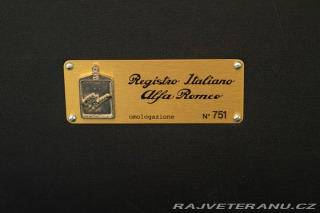 Registro Italiano
Alfa Romeo
omologazione N° 751
RAJVETERANU.CZ